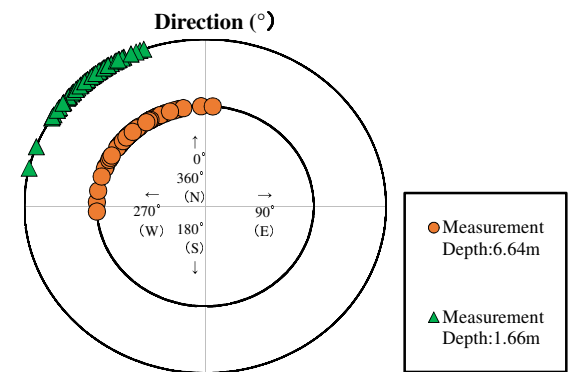 Direction (°)
↑
0°
360°
(N)
←
→
270°
180°
90°
(W)
(S)
(E)
↓
Measurement
Depth:6.64m
Measurement
Depth:1.66m